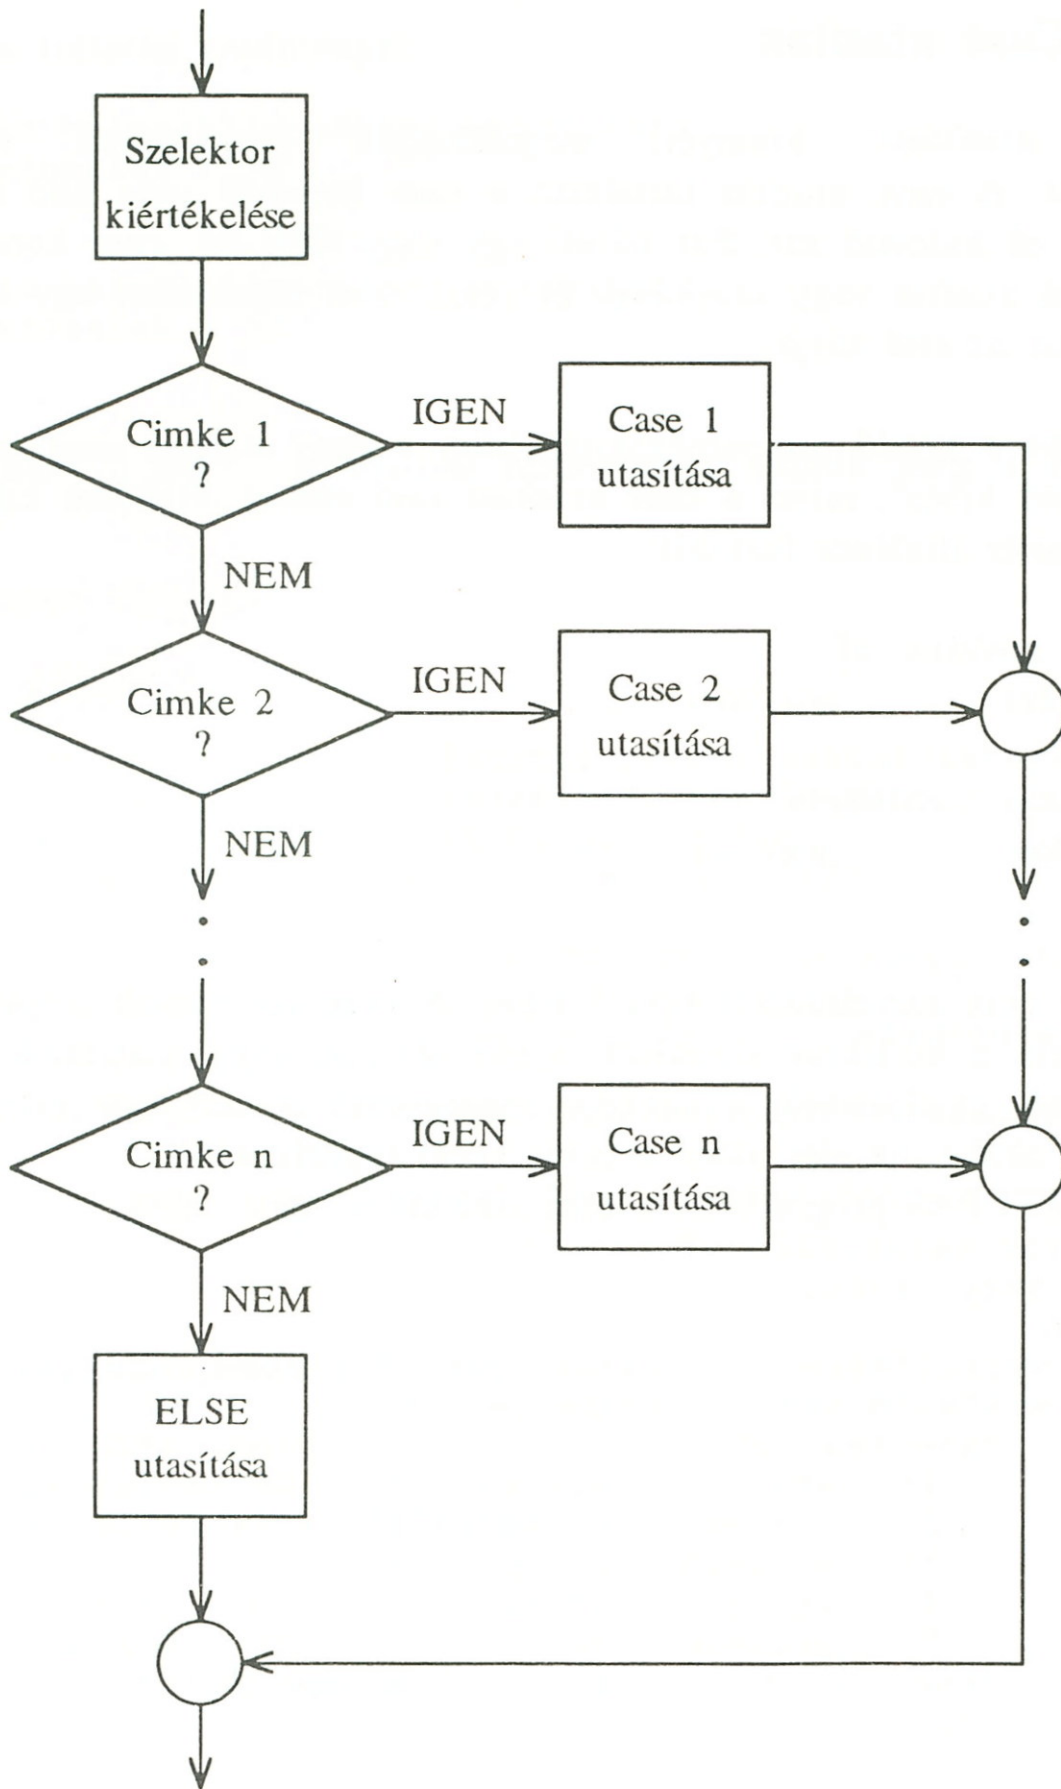 Szelektor
kiértékelése
Cimke 1
?
IGEN
Case 1
utasítása
NEM
Cimke 2
?
IGEN
Case 2
utasítása
NEM
Cimke n
?
IGEN
Case n
utasítása
NEM
ELSE
utasítása